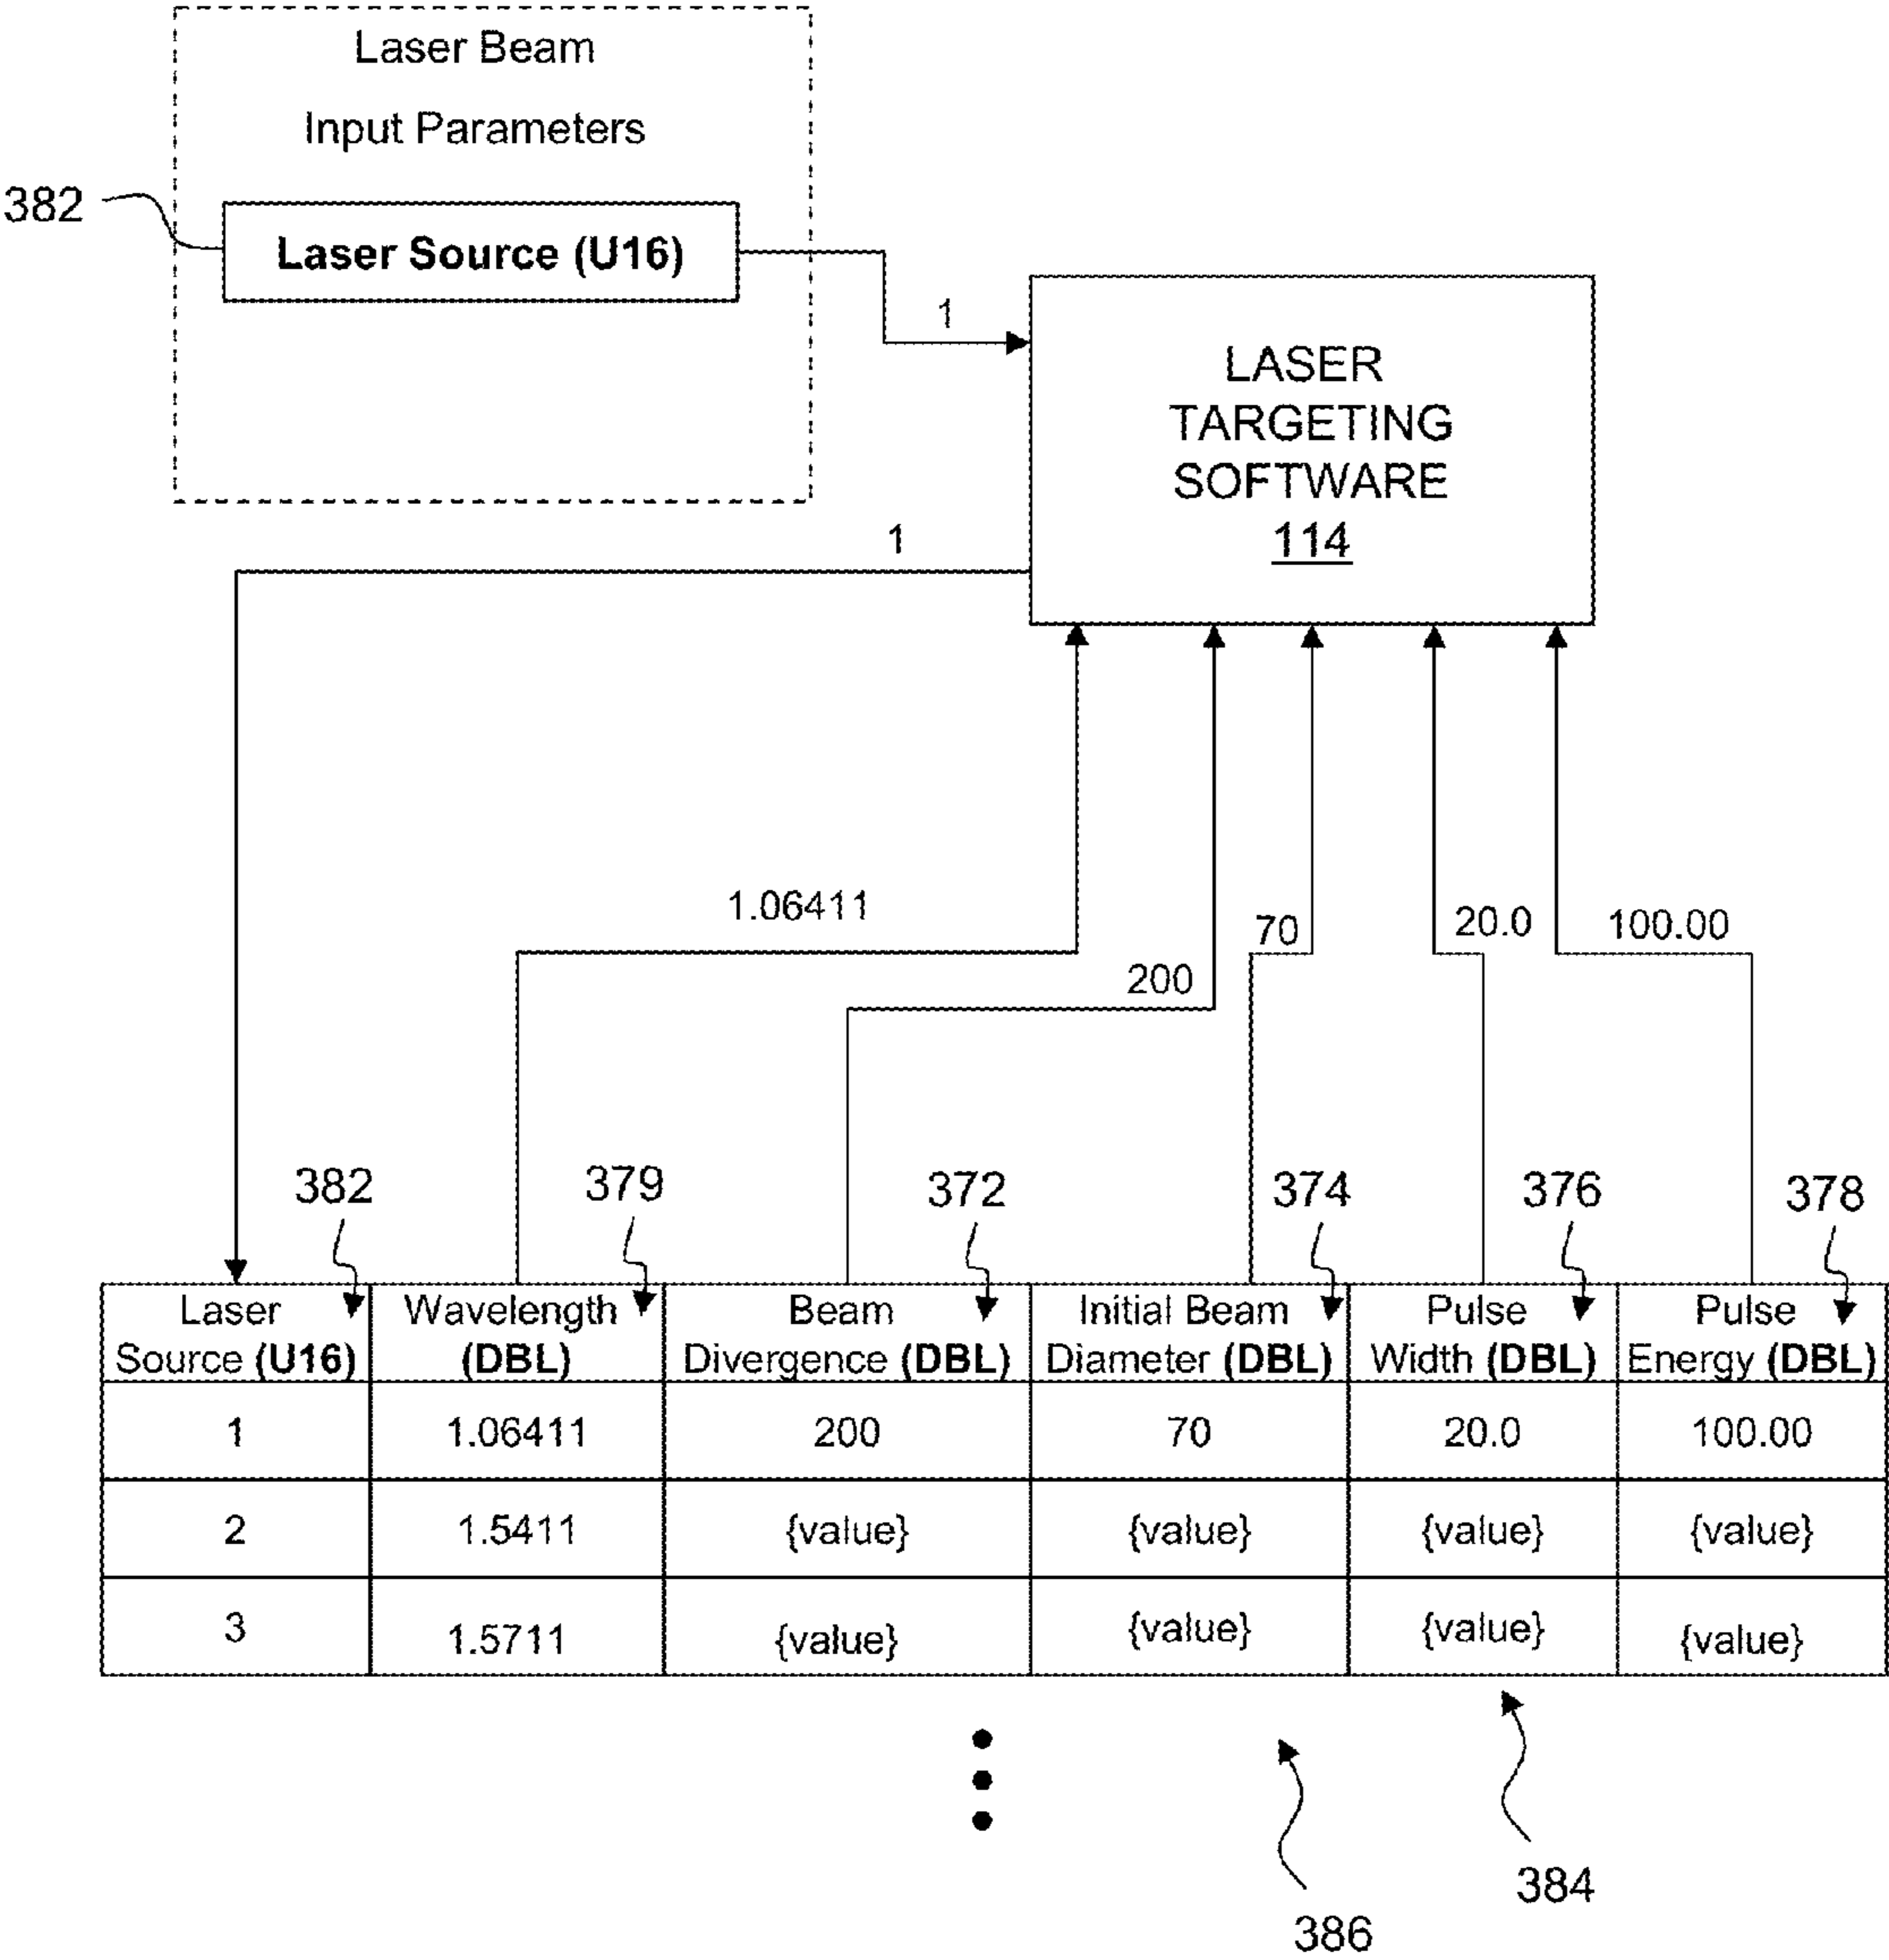 Laser Beam
Input Parameters
382
Laser Source (U16)
1
LASER
TARGETING
SOFTWARE
114
1
1.06411
200
70
20.0
100.00
382
379
372
374
376
378
Laser
Source (U16)
Wavelength
(DBL)
Beam
Divergence (DBL)
Initial Beam
Diameter (DBL)
Pulse
Width (DBL)
Pulse
Energy (DBL)
1
1.06411
200
70
20.0
100.00
2
1.5411
{value}
{value}
{value}
{value}
3
1.5711
{value}
{value}
{value}
{value}
384
386